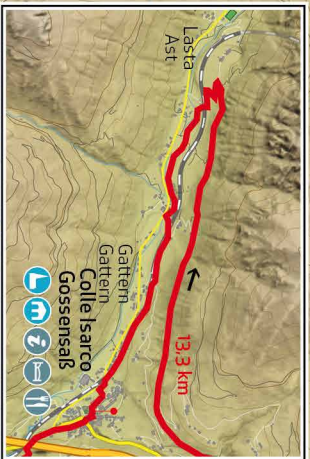 Lasta
Ast
13,3 km
Gattern
Gattern
Colle Isarco
Gossensaß